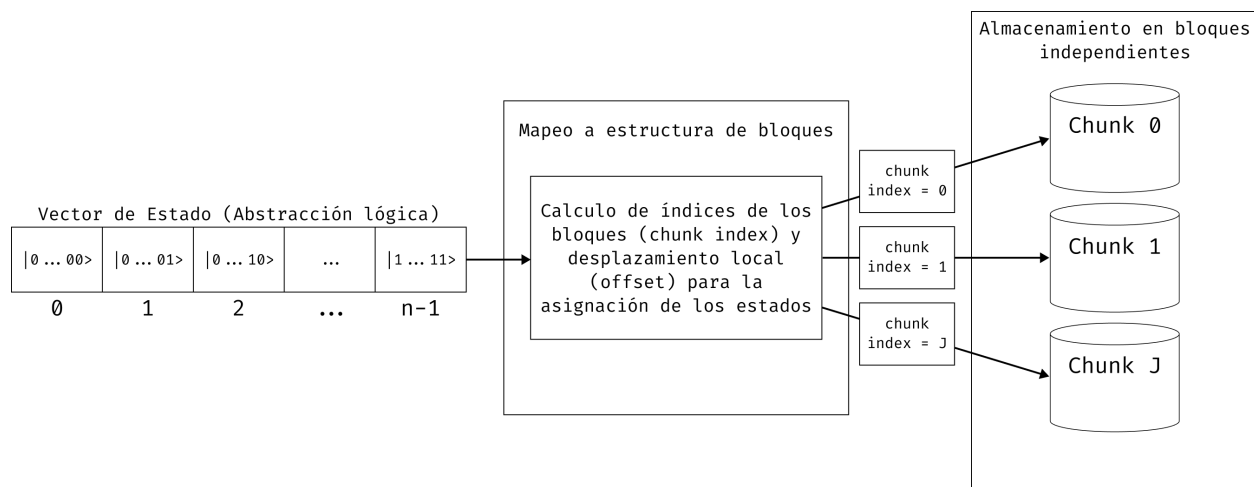 Almacenamiento en bloques
independientes
Chunk 0
Mapeo a estructura de bloques
chunk
index = 0
Calculo de índices de los
bloques (chunk index) y
desplazamiento local
(offset) para la
asignación de los estados
Vector de Estado (Abstracción lógica)
|0 ... 00> |0 ... 01> |0 ... 10> ... |1 ... 11>
0 1 2 ... n-1
chunk
index = 1
Chunk 1
chunk
index = J
Chunk J